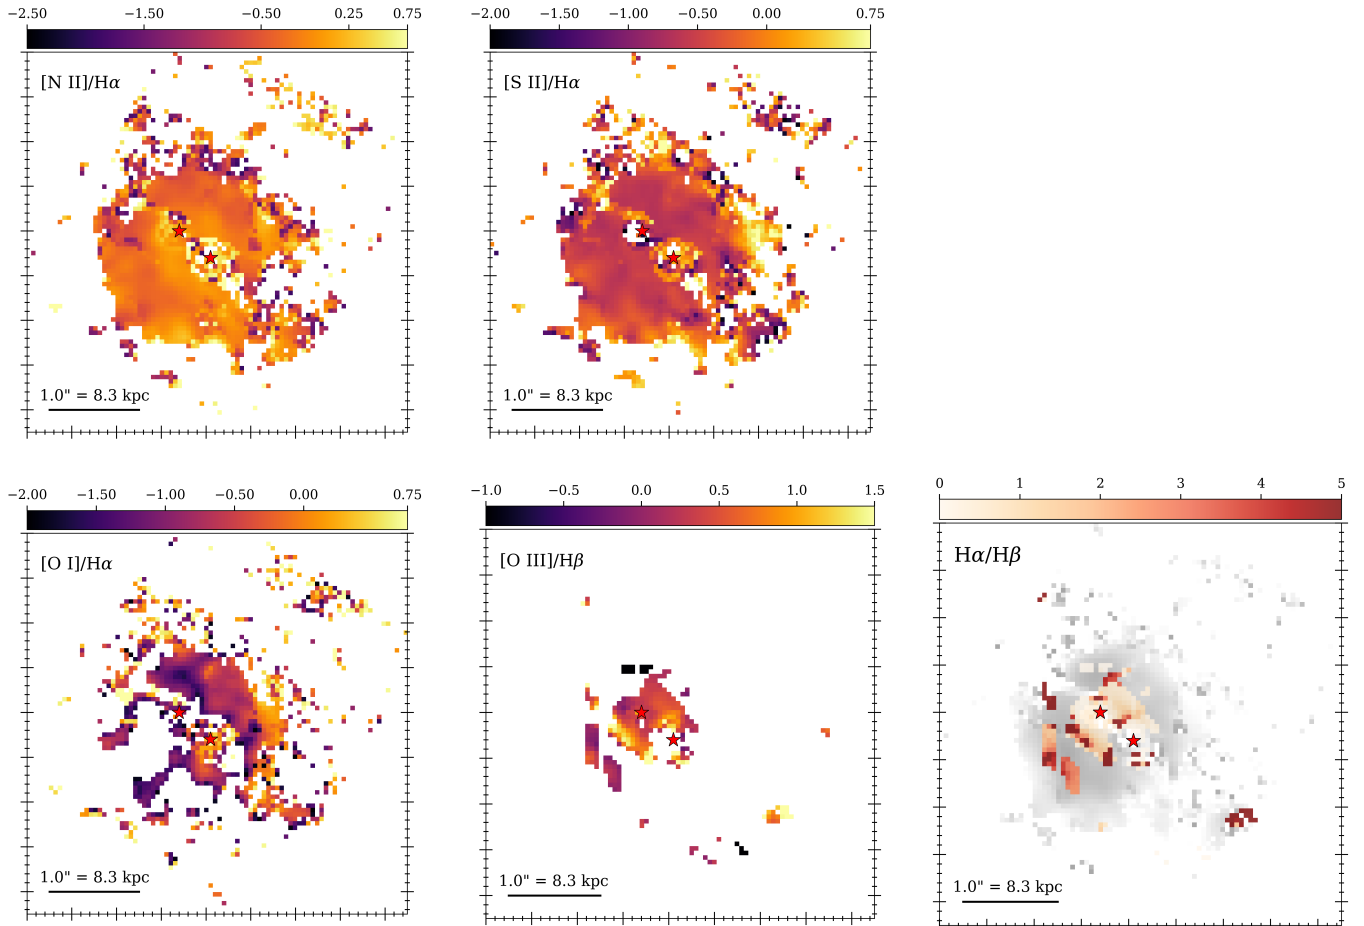 −2.50 −1.50 −0.50 0.25 0.75
[N II]/Hα
1.0" = 8.3 kpc
−2.00 −1.00 −0.50 0.00 0.75
[S II]/Hα
1.0" = 8.3 kpc
−2.00 −1.50 −1.00 −0.50 0.00 0.75
[O I]/Hα
1.0" = 8.3 kpc
−1.0 −0.5 0.0 0.5 1.0 1.5
[O III]/Hβ
1.0" = 8.3 kpc
0 1 2 3 4 5
Hα/Hβ
1.0" = 8.3 kpc